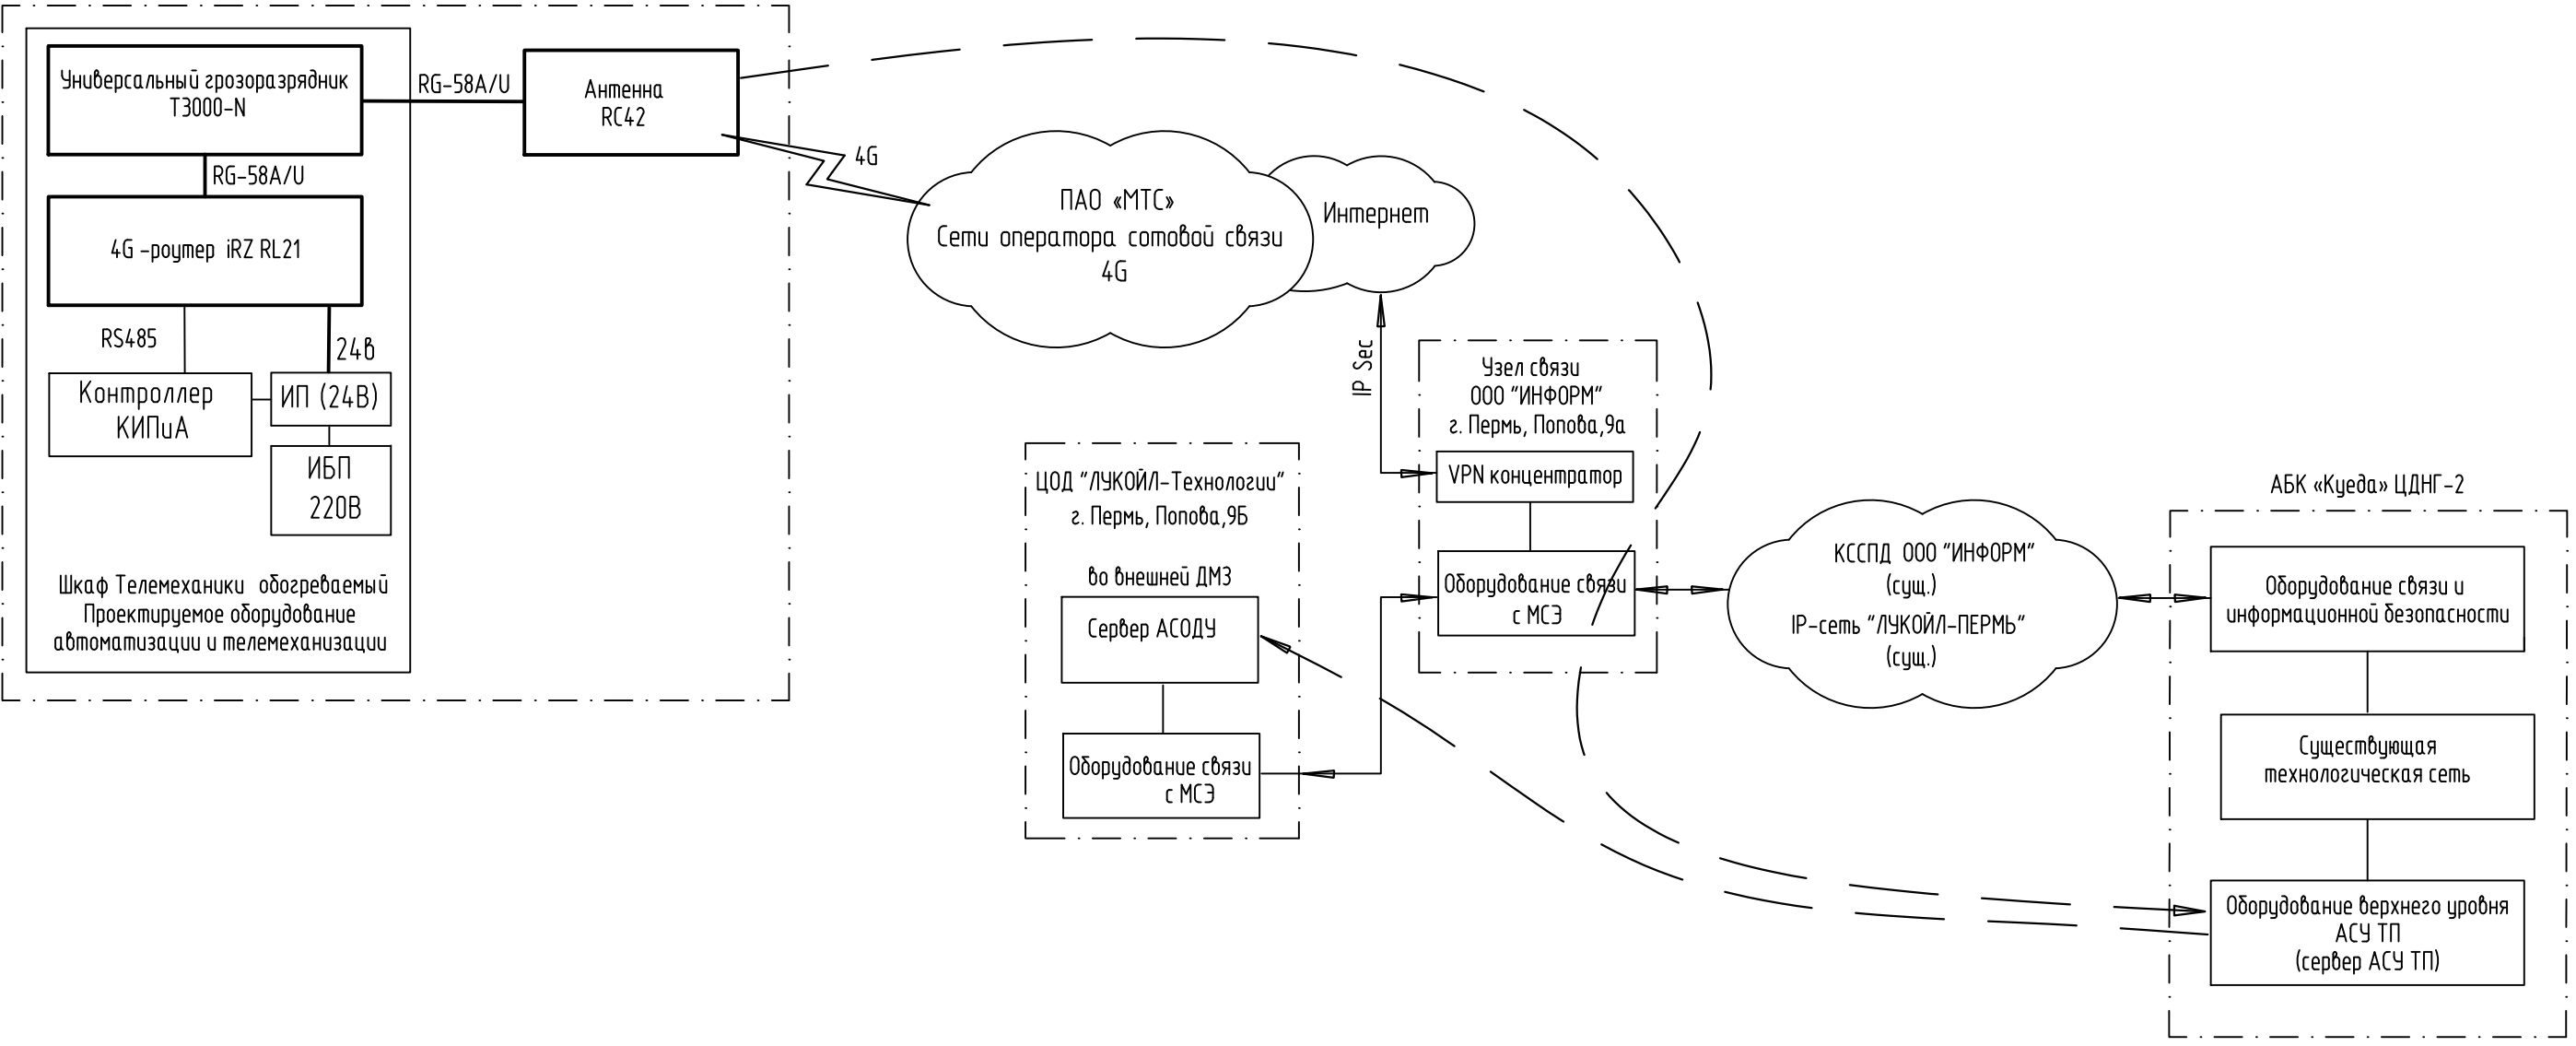 Универсальный грозоразрядник
Т3000-N
RG-58A/U
Антенна
RC42
RG-58A/U
4G -роутер iRZ RL21
RS485
24в
Контроллер
КИПиА
ИП (24В)
ИБП
220В
Шкаф Телемеханики обогреваемый
Проектируемое оборудование
автоматизации и телемеханизации
4G
ПАО «МТС»
Сети оператора сотовой связи
4G
Интернет
IP Sec
Узел связи
ООО "ИНФОРМ"
г. Пермь, Попова,9а
VPN концентратор
Оборудование связи
с МСЭ
ЦОД "ЛУКОЙЛ-Технологии"
г. Пермь, Попова,9Б
во внешней ДМЗ
Сервер АСОДУ
Оборудование связи
с МСЭ
КССПД ООО "ИНФОРМ"
(сущ.)
IP-сеть "ЛУКОЙЛ-ПЕРМЬ"
(сущ.)
АБК «Куеда» ЦДНГ-2
Оборудование связи и
информационной безопасности
Существующая
технологическая сеть
Оборудование верхнего уровня
АСУ ТП
(сервер АСУ ТП)